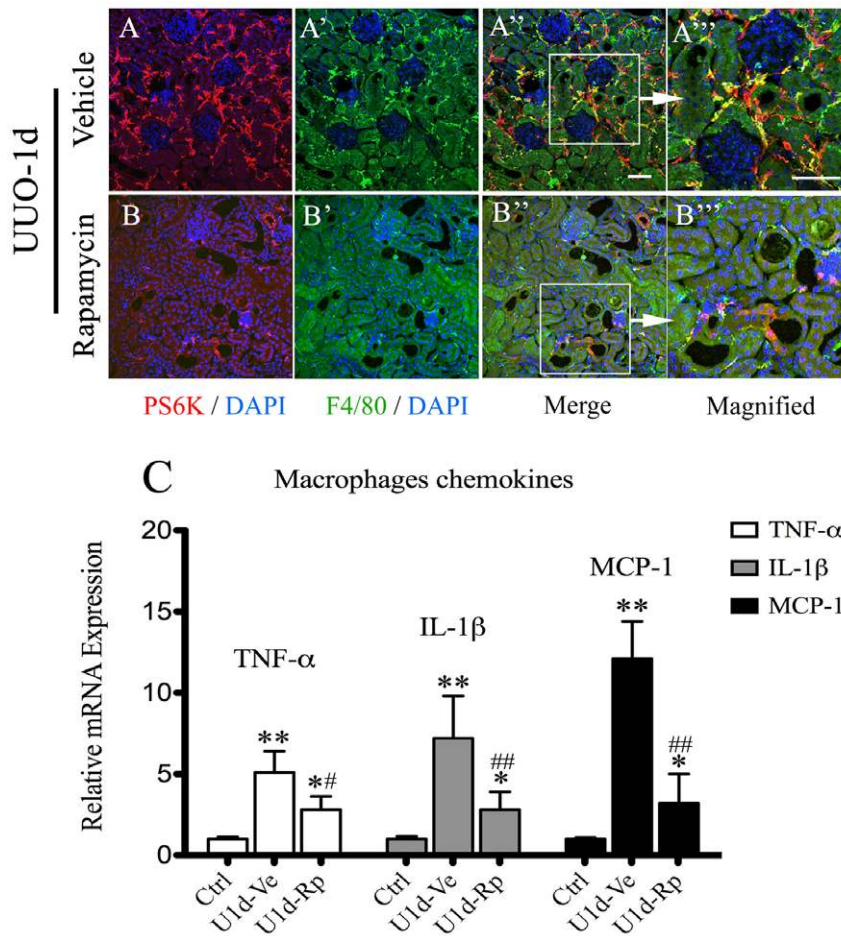 A A’ A’’ A’’’
Vehicle
UUO-1d
B B’ B’’ B’’’
Rapamycin
PS6K / DAPI F4/80 / DAPI Merge Magnified
C Macrophages chemokines
TNF-α
IL-1β
MCP-1
Relative mRNA Expression
20
15
10
5
0
TNF-α
IL-1β
MCP-1
** *# ** ## * ** ## *
Ctrl U1d-Ve U1d-Rp Ctrl U1d-Ve U1d-Rp Ctrl U1d-Ve U1d-Rp